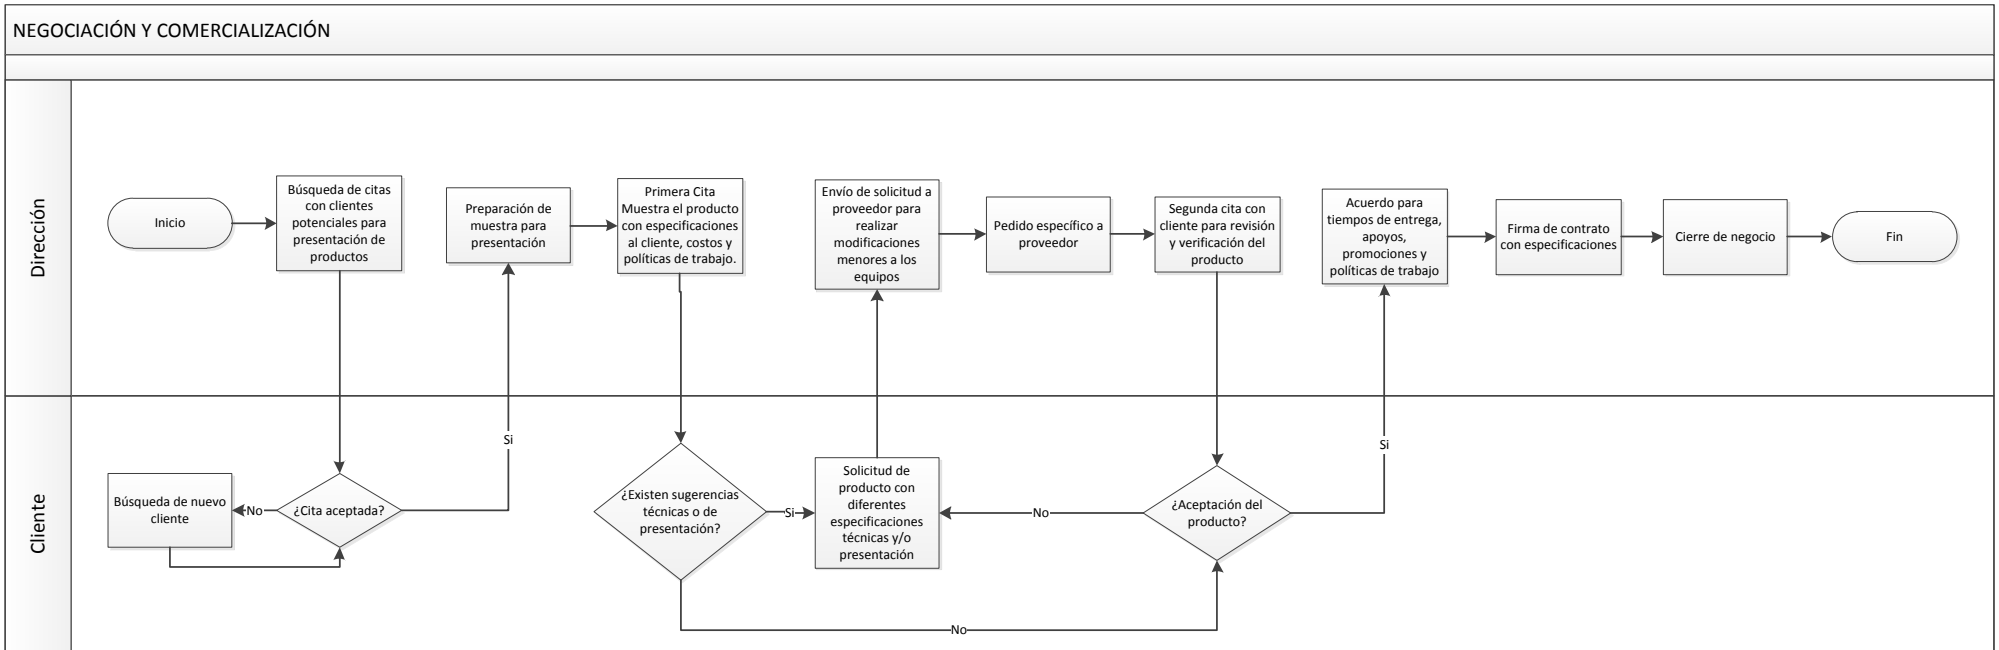 NEGOCIACIÓN Y COMERCIALIZACIÓN
Dirección
Inicio
Búsqueda de citas
con clientes
potenciales para
presentación de
productos
Preparación de
muestra para
presentación
Primera Cita
Muestra el producto
con especificaciones
al cliente, costos y
políticas de trabajo.
Envío de solicitud a
proveedor para
realizar
modificaciones
menores a los
equipos
Pedido específico a
proveedor
Segunda cita con
cliente para revisión
y verificación del
producto
Acuerdo para
tiempos de entrega,
apoyos,
promociones y
políticas de trabajo
Firma de contrato
con especificaciones
Cierre de negocio
Fin
Cliente
Búsqueda de nuevo
cliente
No
¿Cita aceptada?
Si
¿Existen sugerencias
técnicas o de
presentación?
Si
Solicitud de
producto con
diferentes
especificaciones
técnicas y/o
presentación
No
¿Aceptación del
producto?
Si
No